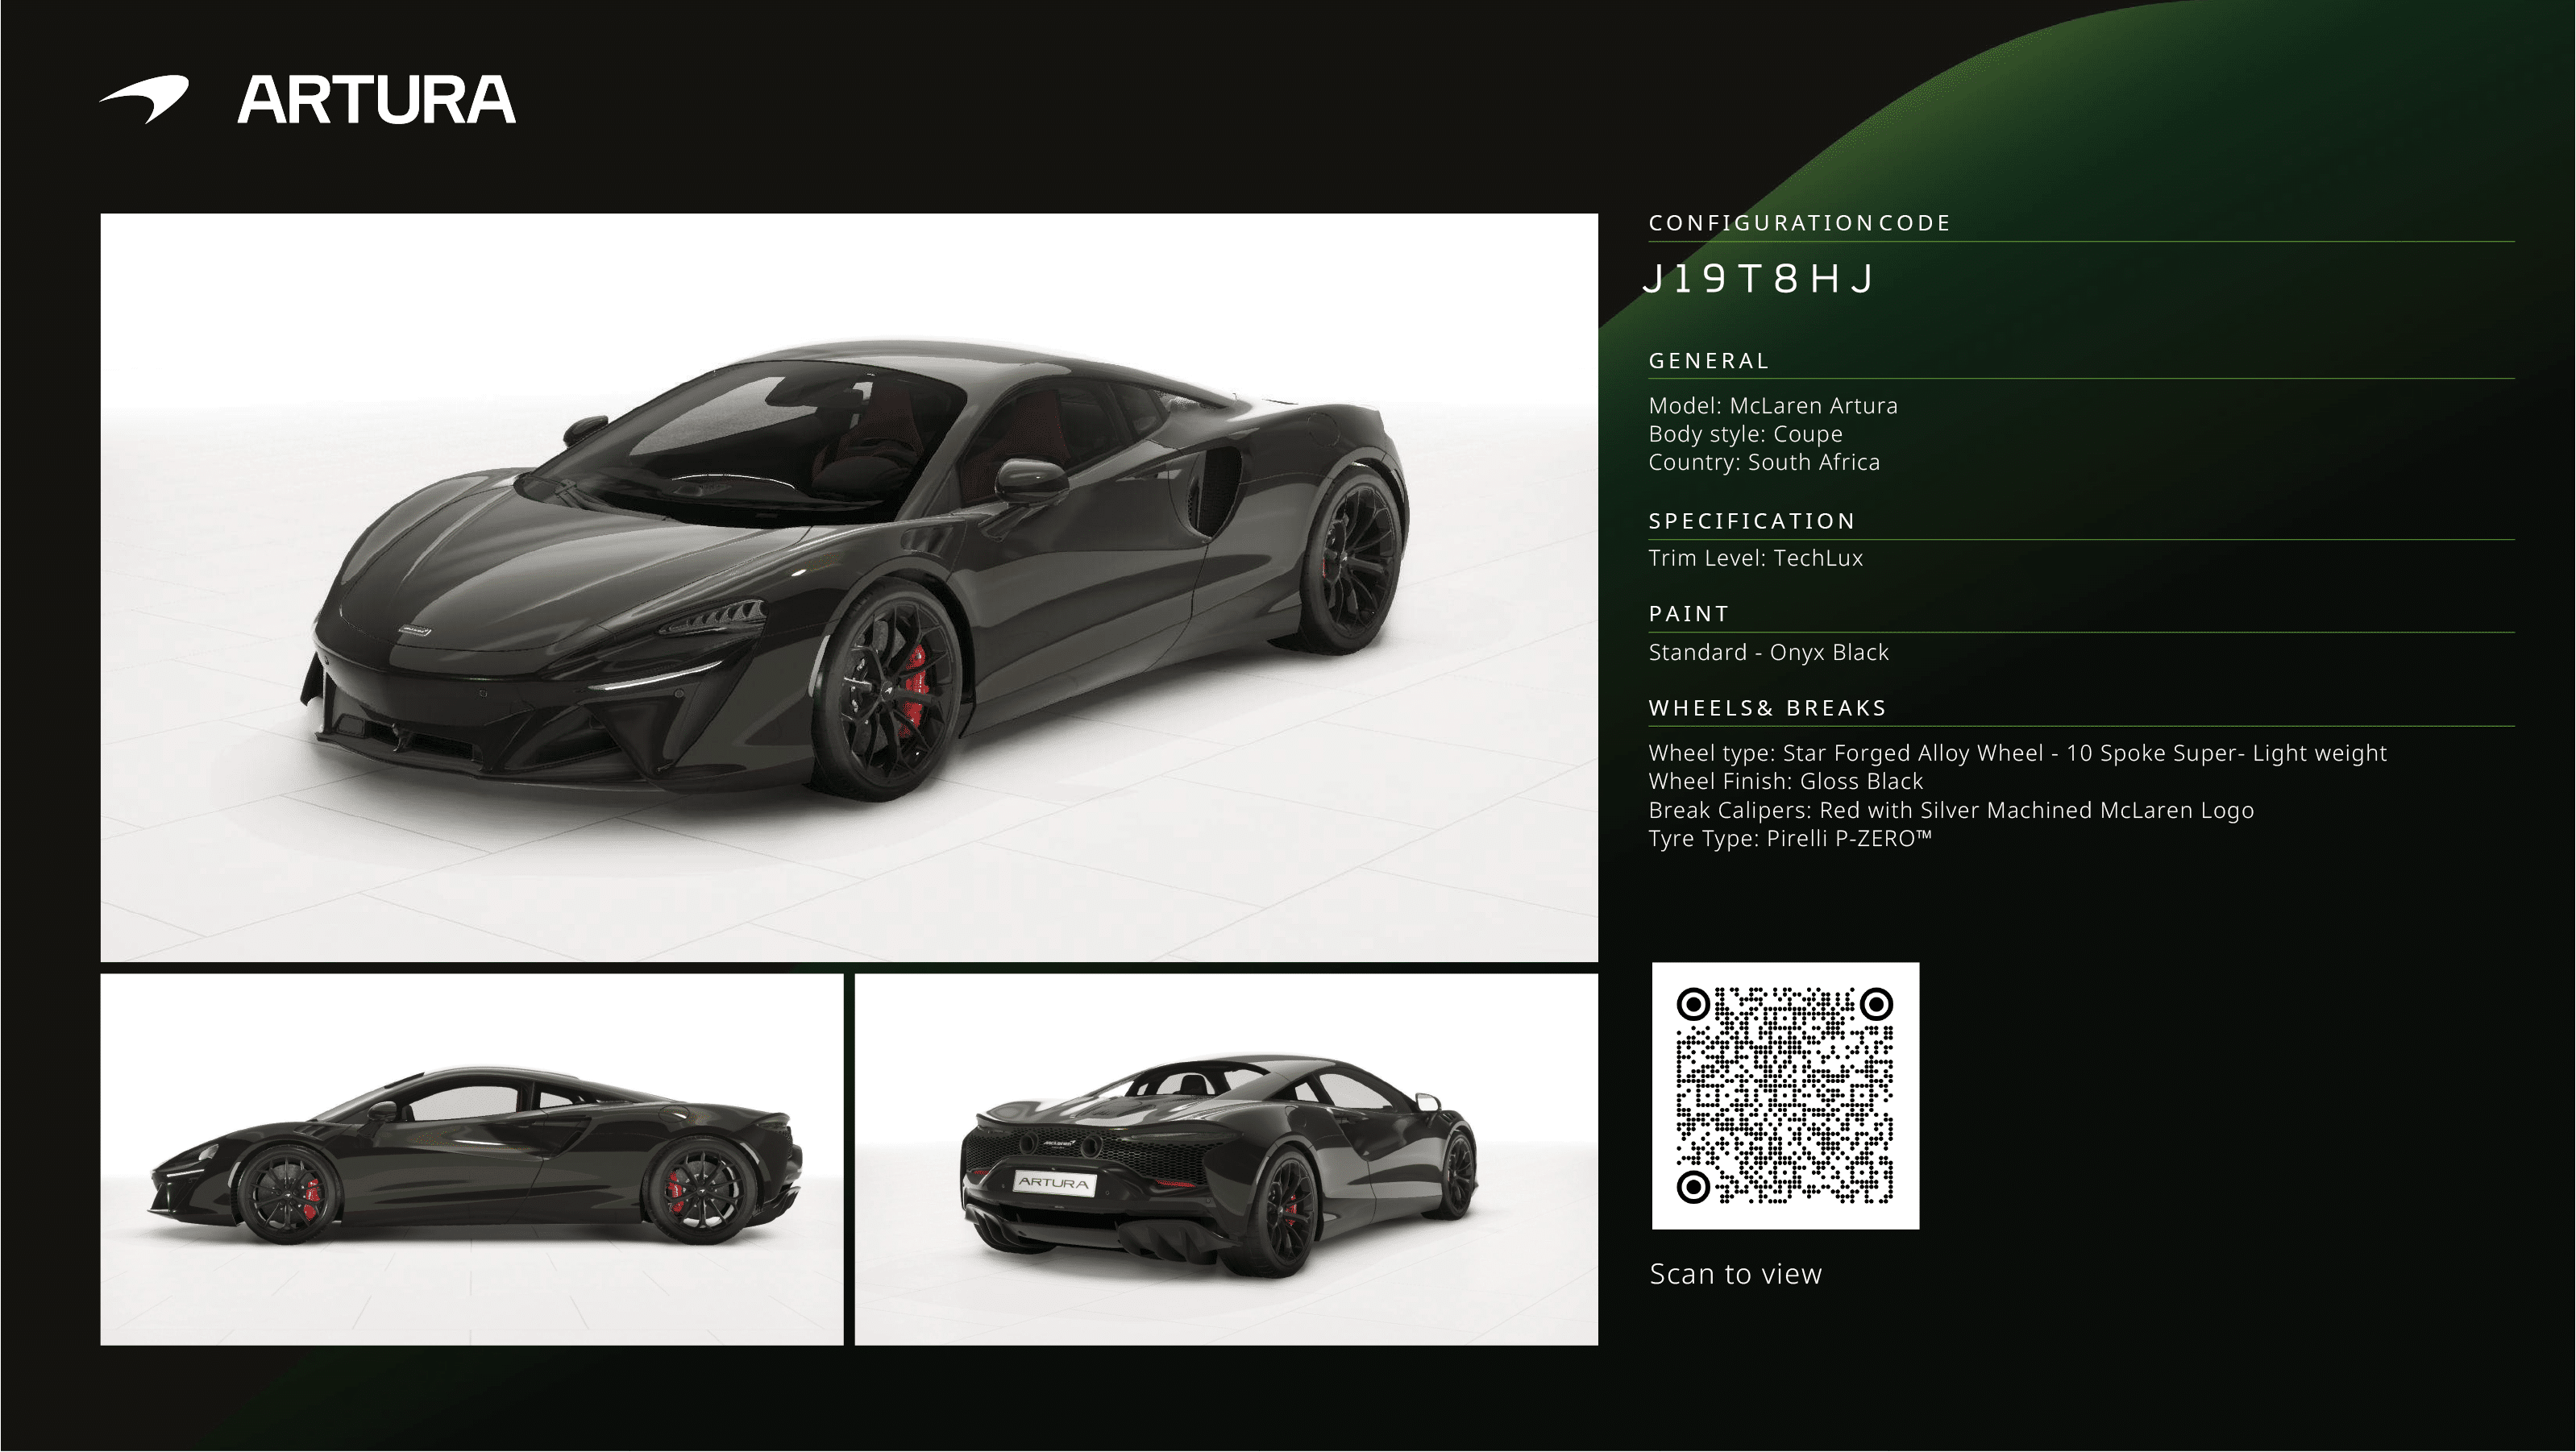 ARTURA
CONFIGURATION CODE
J19T8HJ
GENERAL
Model: McLaren Artura
Body style: Coupe
Country: South Africa
SPECIFICATION
Trim Level: TechLux
PAINT
Standard - Onyx Black
WHEELS& BREAKS
Wheel type: Star Forged Alloy Wheel - 10 Spoke Super- Light weight
Wheel Finish: Gloss Black
Break Calipers: Red with Silver Machined McLaren Logo
Tyre Type: Pirelli P-ZERO™
ARTURA
Scan to view